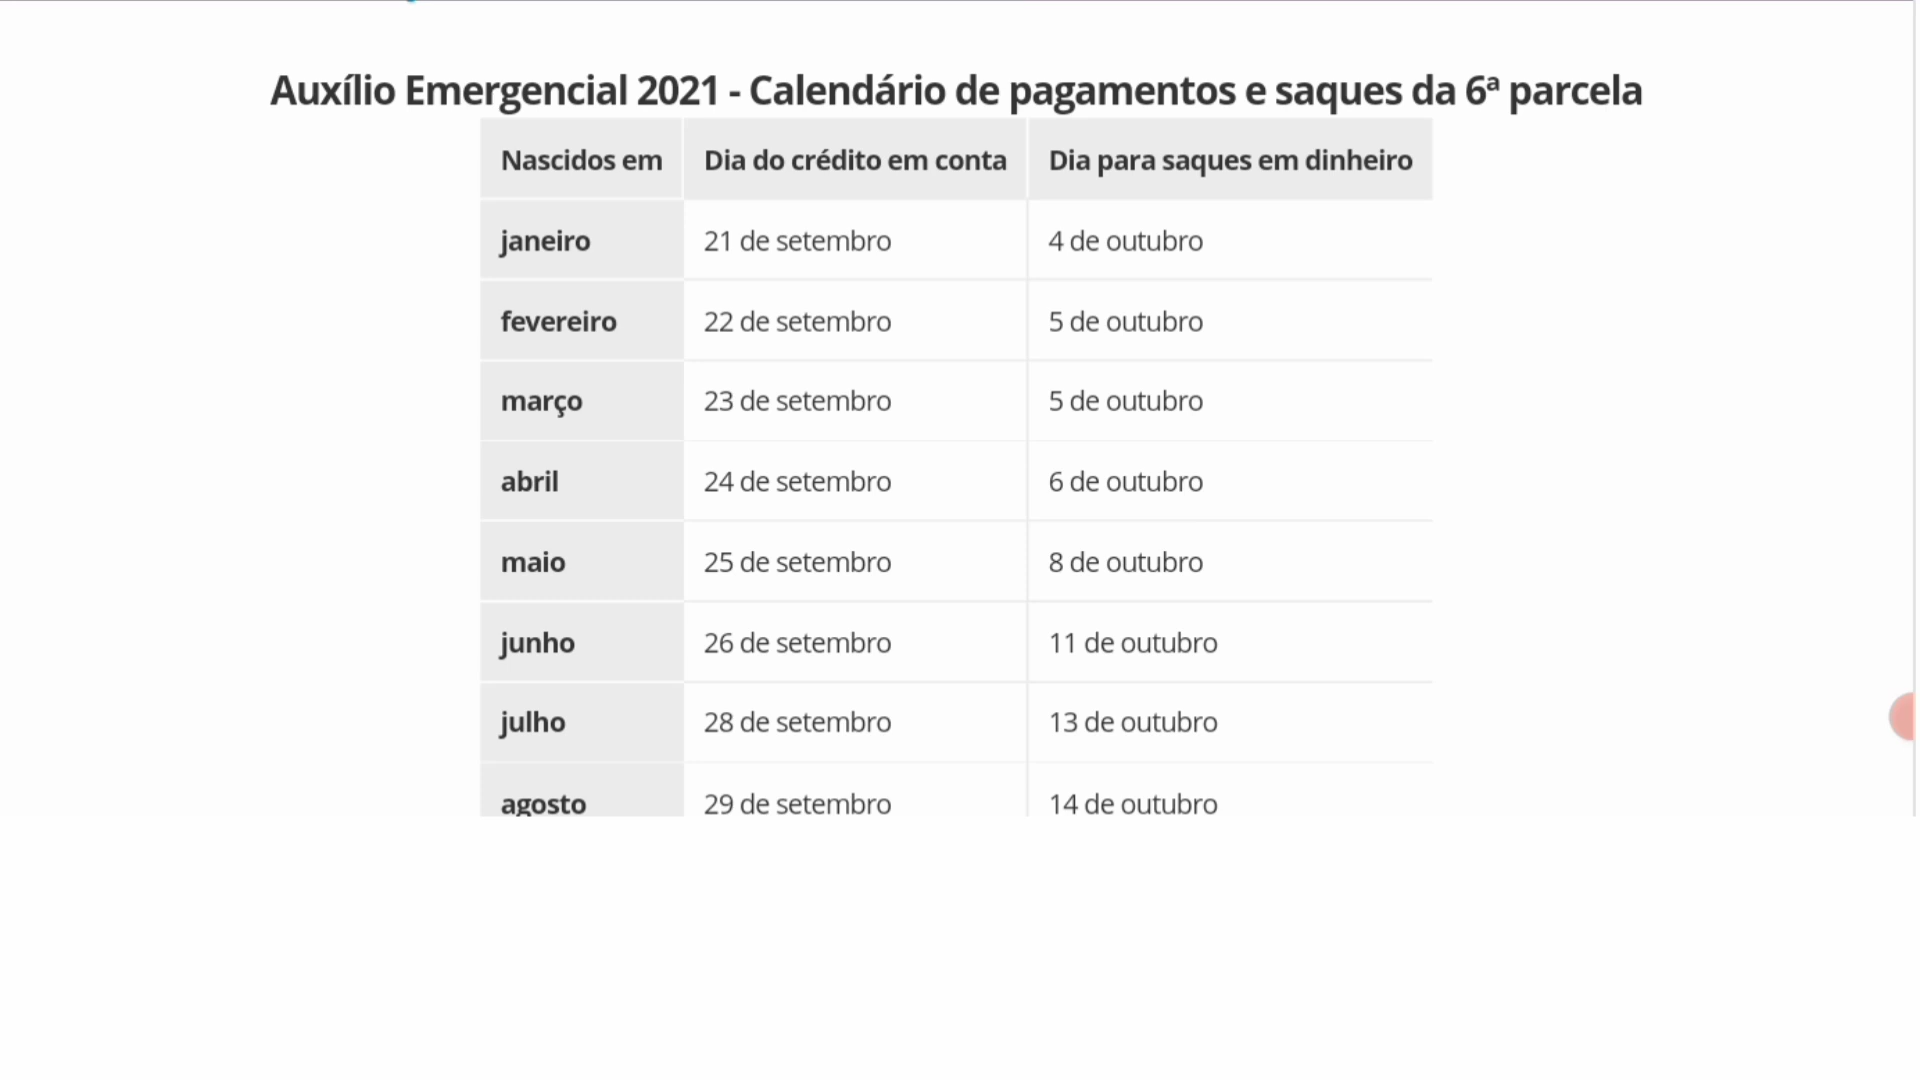 Auxílio Emergencial 2021 - Calendário de pagamentos e saques da 6ª parcela
Nascidos em Dia do crédito em conta Dia para saques em dinheiro
janeiro 21 de setembro 4 de outubro
fevereiro 22 de setembro 5 de outubro
março 23 de setembro 5 de outubro
abril 24 de setembro 6 de outubro
maio 25 de setembro 8 de outubro
junho 26 de setembro 11 de outubro
julho 28 de setembro 13 de outubro
agosto 29 de setembro 14 de outubro